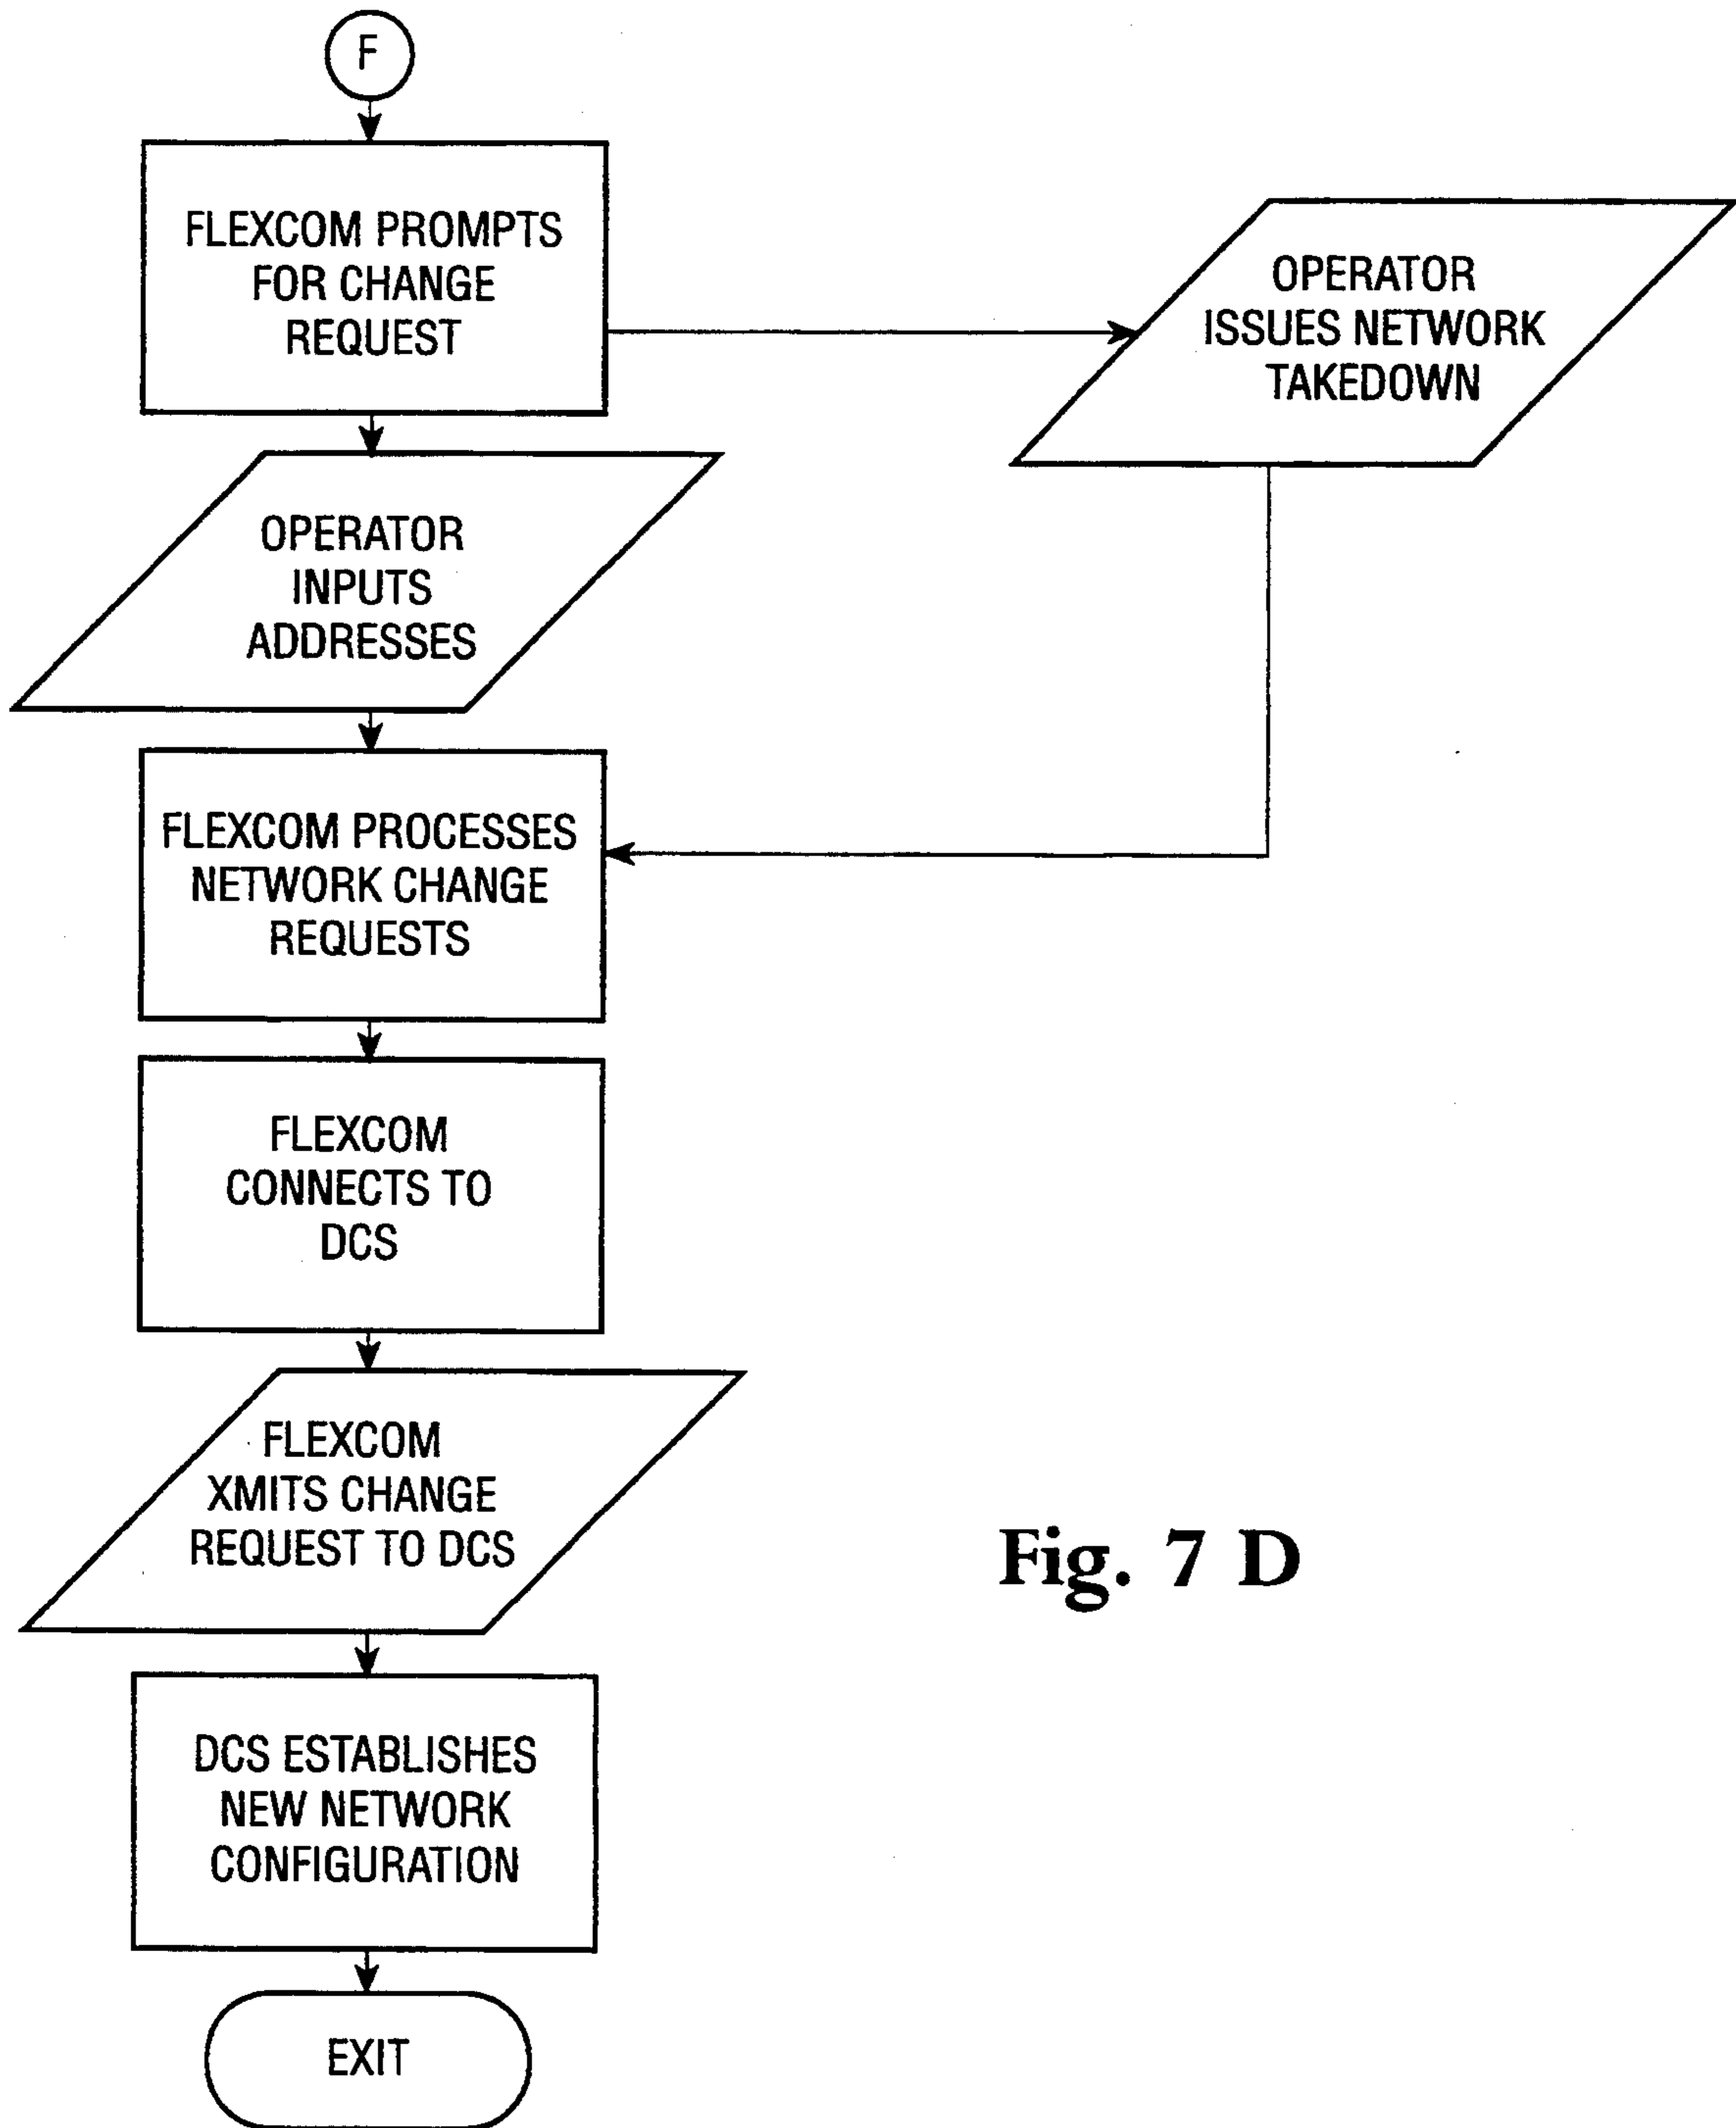 F
FLEXCOM PROMPTS
FOR CHANGE
REQUEST
OPERATOR
ISSUES NETWORK
TAKEDOWN
OPERATOR
INPUTS
ADDRESSES
FLEXCOM PROCESSES
NETWORK CHANGE
REQUESTS
FLEXCOM
CONNECTS TO
DCS
FLEXCOM
XMITS CHANGE
REQUEST TO DCS
Fig. 7 D
DCS ESTABLISHES
NEW NETWORK
CONFIGURATION
EXIT